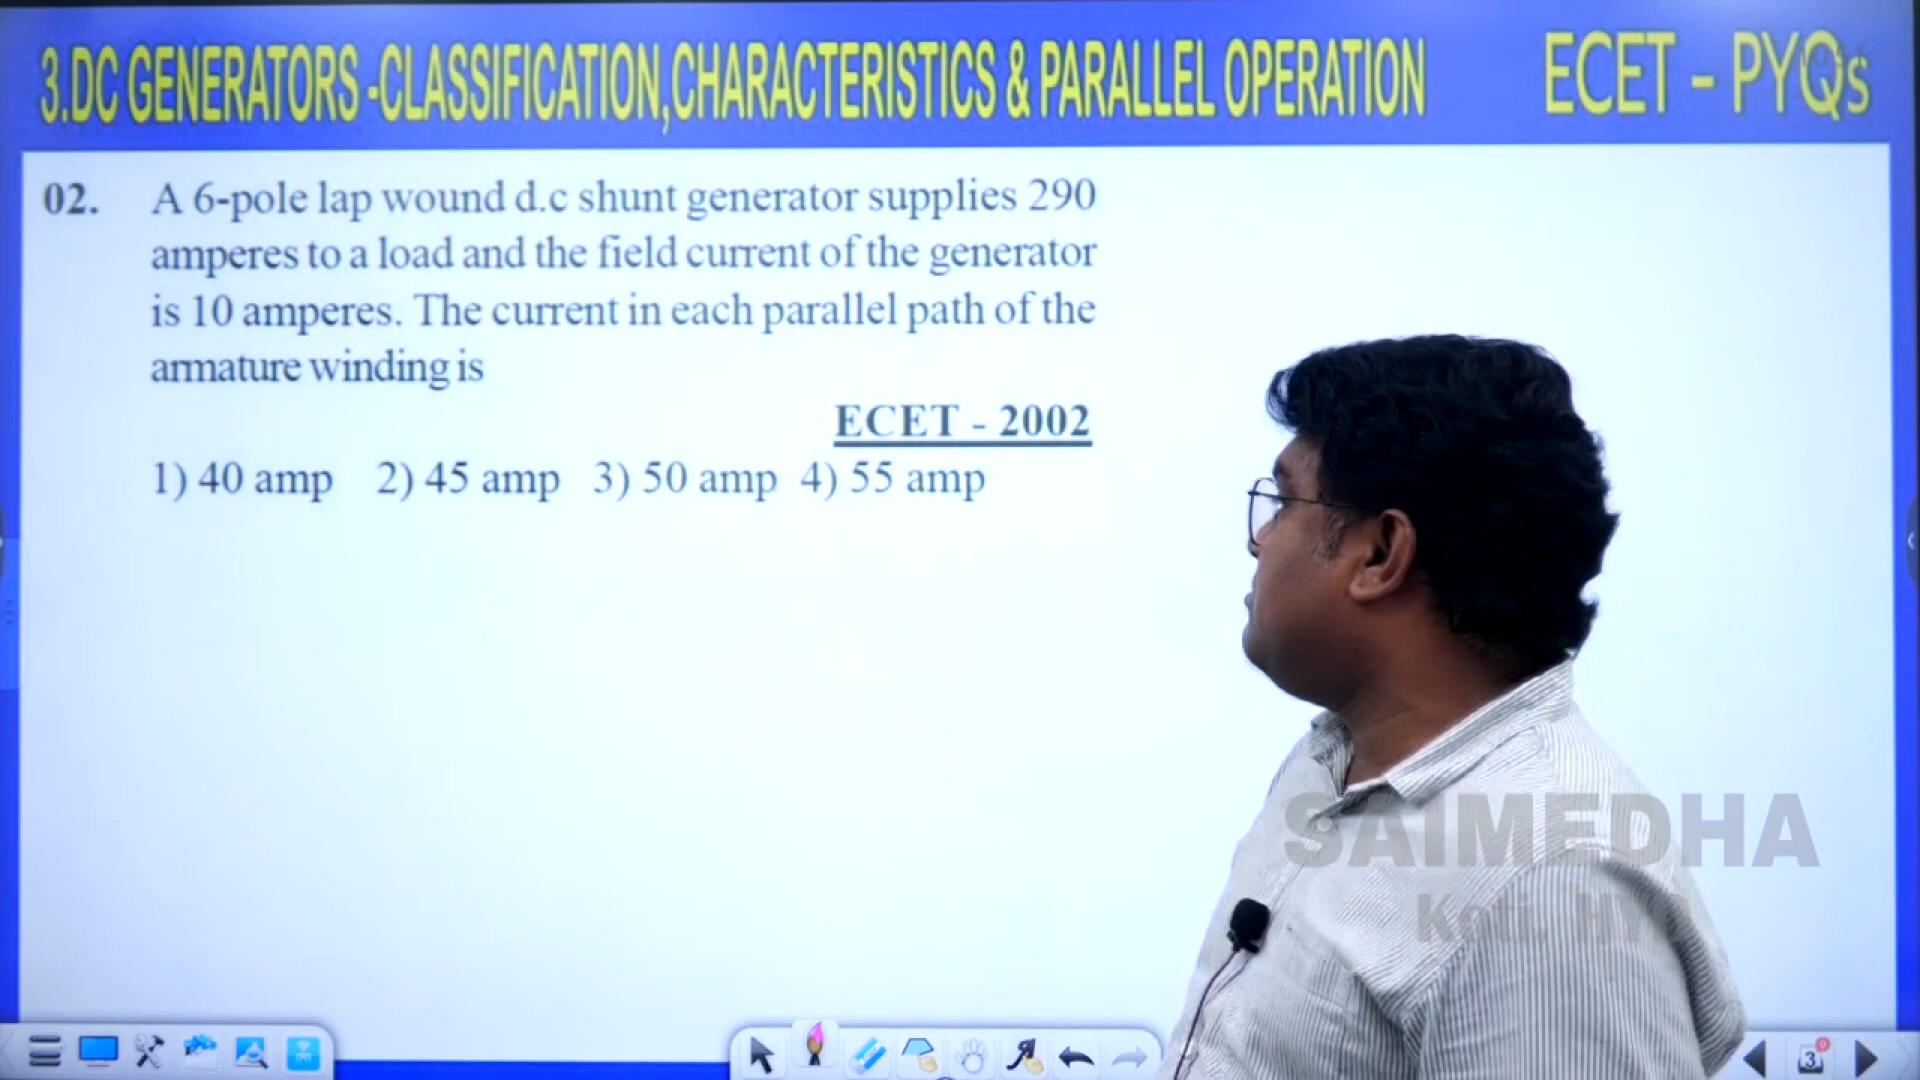 3.DC GENERATORS -CLASSIFICATION,CHARACTERISTICS & PARALLEL OPERATION
ECET - PYQs
02. A 6-pole lap wound d.c shunt generator supplies 290
amperes to a load and the field current of the generator
is 10 amperes. The current in each parallel path of the
armature winding is
ECET - 2002
1) 40 amp 2) 45 amp 3) 50 amp 4) 55 amp
SAIMEDHA
Koti, HYD
3